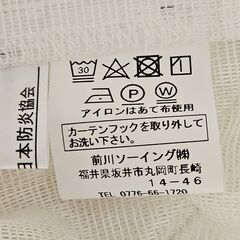 30
P
W
アイロンはあて布使用
カーテンフックを取り外して
お洗い下さい。
前川ソーイング㈱
福井県坂井市丸岡町長崎
14-46
TEL 0776-66-1720
日本防炎協会